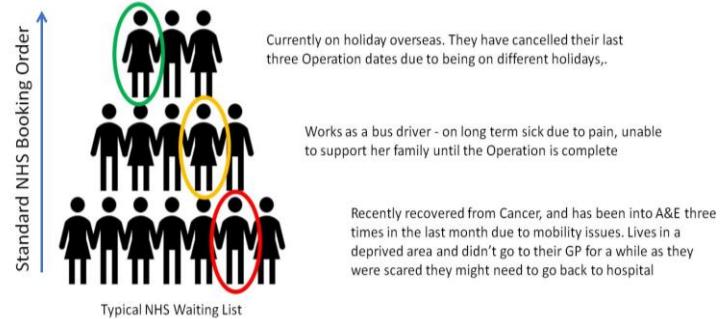 Standard NHS Booking Order
Currently on holiday overseas. They have cancelled their last
three Operation dates due to being on different holidays,.
Works as a bus driver - on long term sick due to pain, unable
to support her family until the Operation is complete
Recently recovered from Cancer, and has been into A&E three
times in the last month due to mobility issues. Lives in a
deprived area and didn't go to their GP for a while as they
were scared they might need to go back to hospital
Typical NHS Waiting List